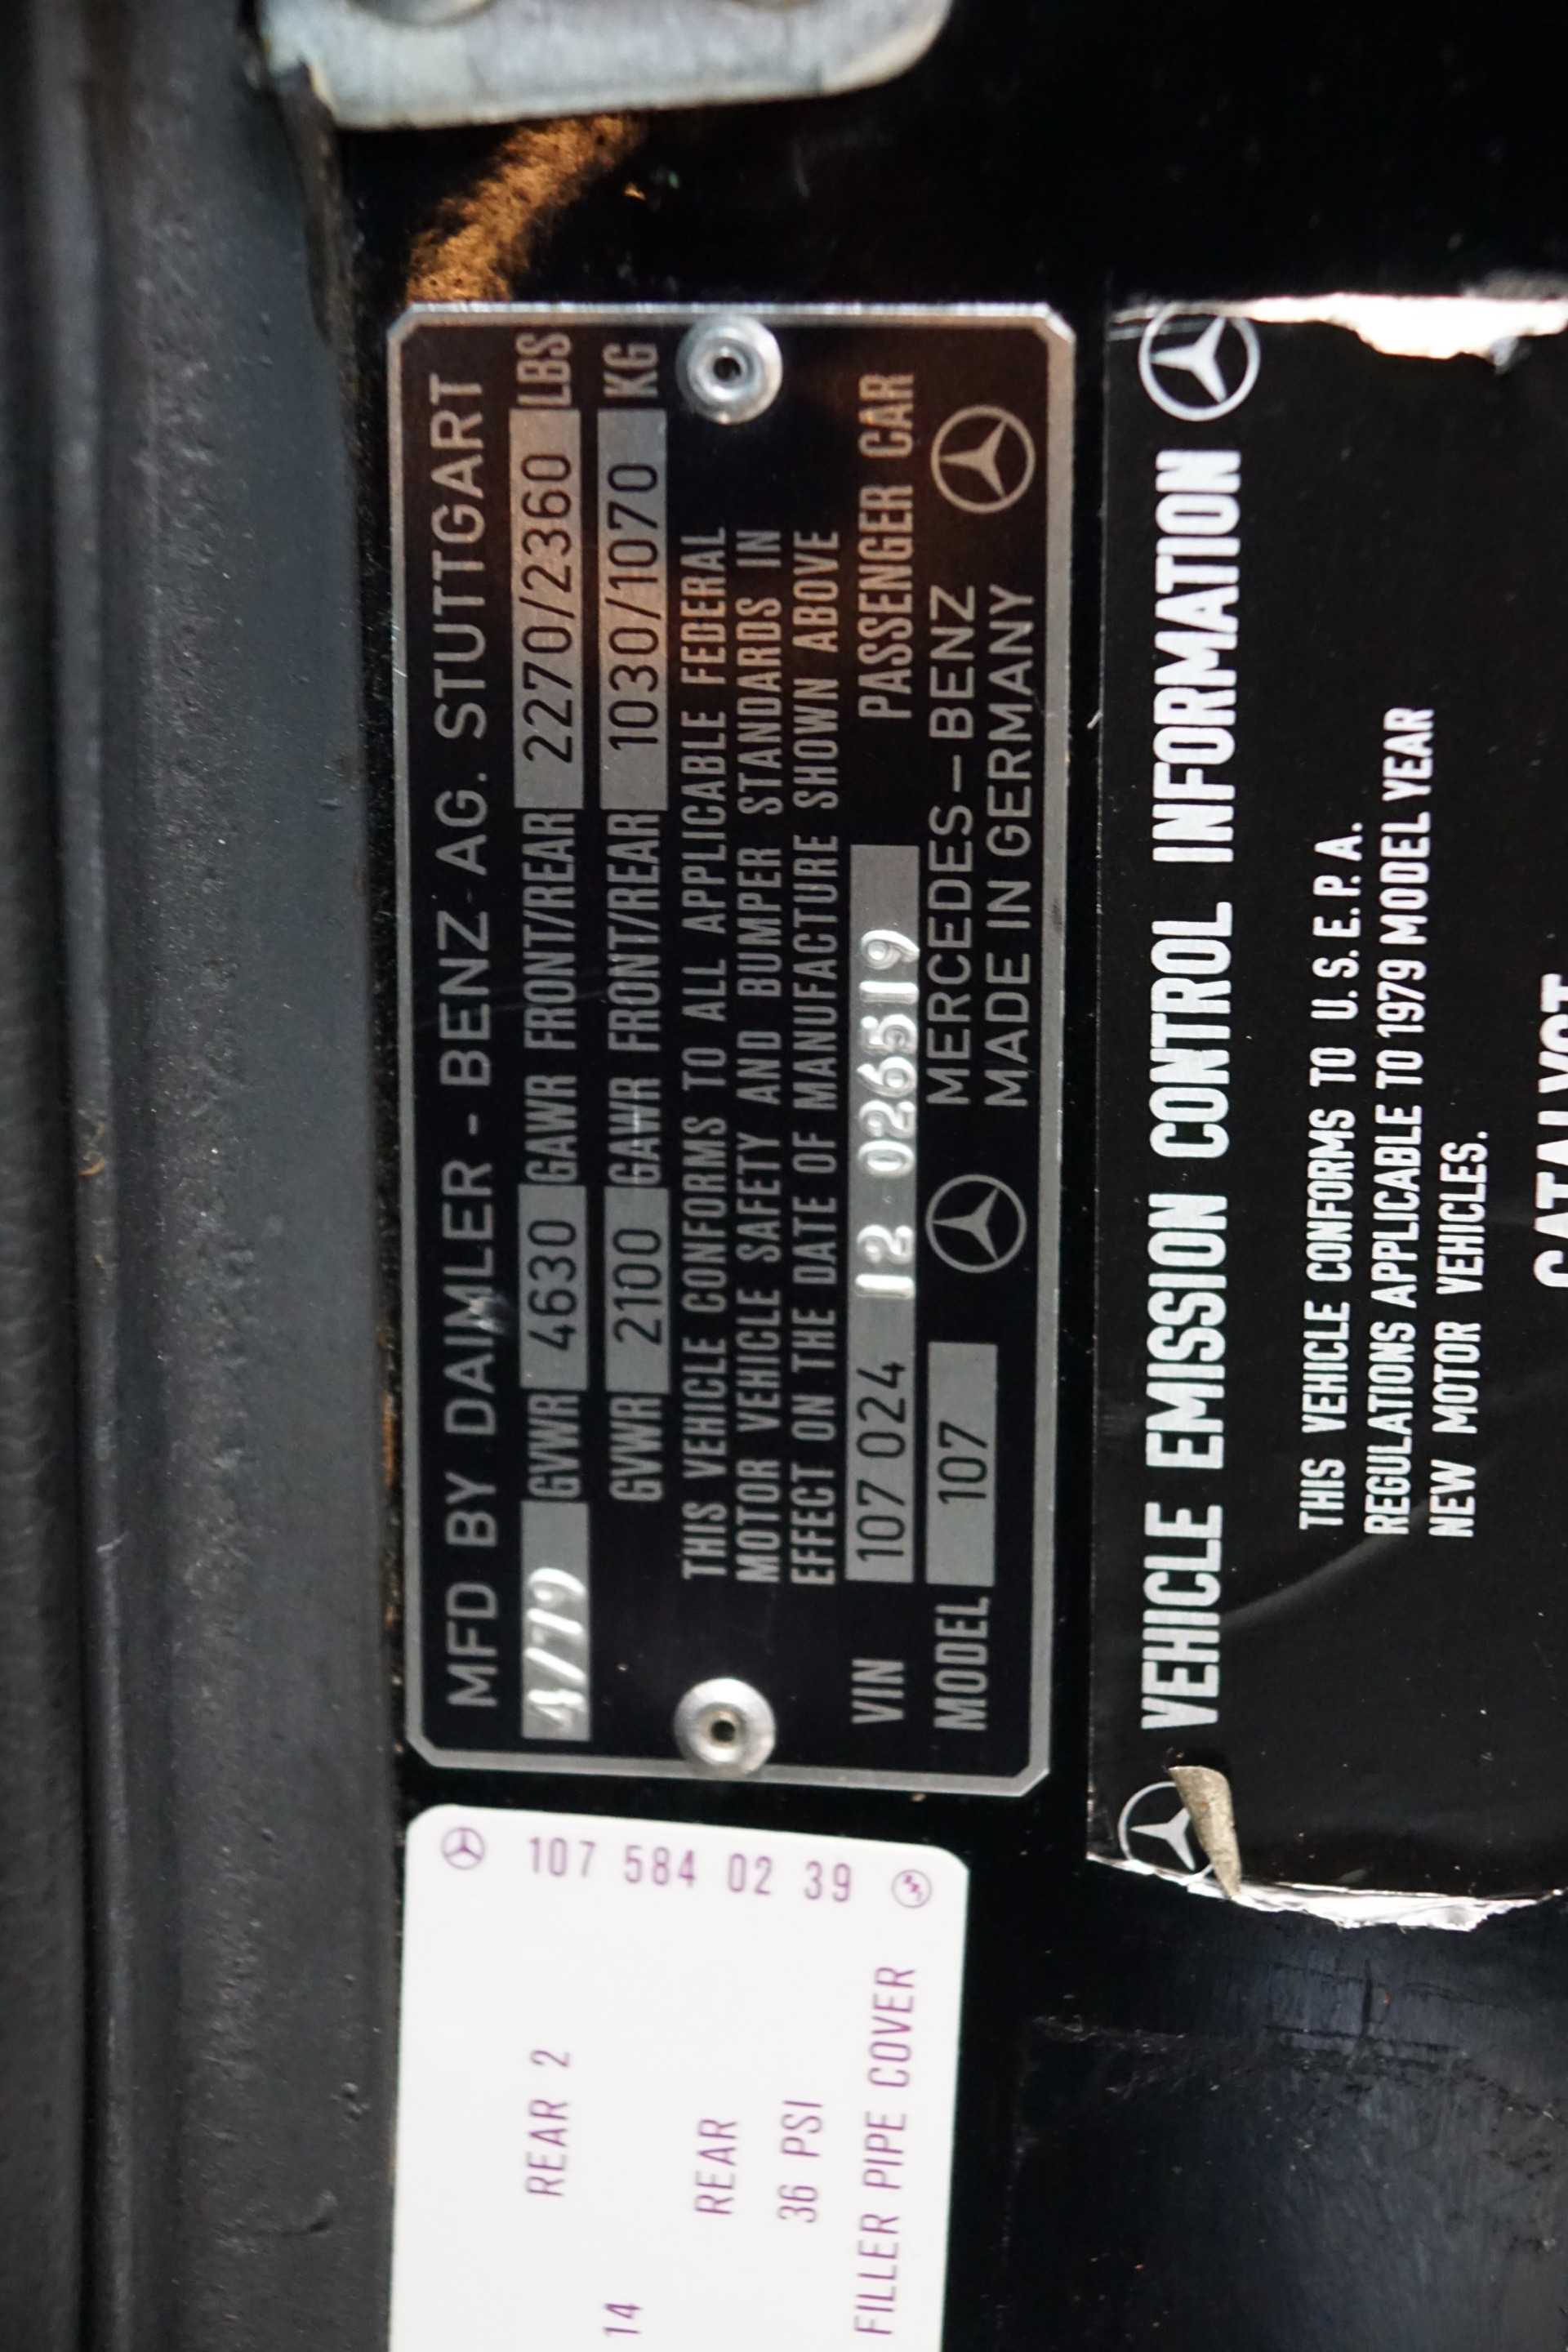 MFD BY DAIMLER - BENZ AG. STUTTGART
4/79 GVWR 4630 GAWR FRONT/REAR 2270/2360 LBS
GVWR 2100 GAWR FRONT/REAR 1030/1070 KG
THIS VEHICLE CONFORMS TO ALL APPLICABLE FEDERAL
MOTOR VEHICLE SAFETY AND BUMPER STANDARDS IN
EFFECT ON THE DATE OF MANUFACTURE SHOWN ABOVE
VIN 107 024 12 026519 PASSENGER CAR
MODEL 107 MERCEDES-BENZ
MADE IN GERMANY
VEHICLE EMISSION CONTROL INFORMATION
THIS VEHICLE CONFORMS TO U.S.E.P.A.
REGULATIONS APPLICABLE TO 1979 MODEL YEAR
NEW MOTOR VEHICLES.
CATALYST
107 584 02 39
REAR 2
14
REAR
36 PSI
FILLER PIPE COVER